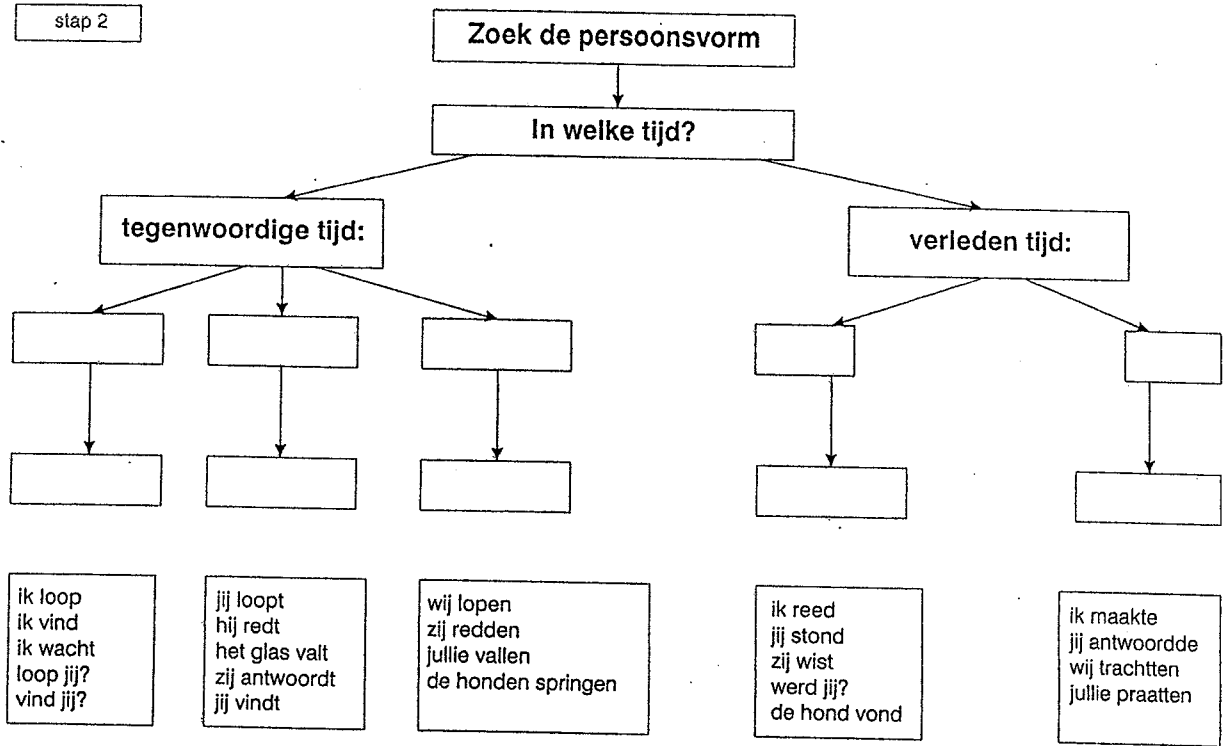 stap 2
Zoek de persoonsvorm
In welke tijd?
tegenwoordige tijd:
verleden tijd:
ik loop
ik vind
ik wacht
loop jij?
vind jij?
jij loopt
hij redt
het glas valt
zij antwoordt
jij vindt
wij lopen
zij redden
jullie vallen
de honden springen
ik reed
jij stond
zij wist
werd jij?
de hond vond
ik maakte
jij antwoordde
wij trachtten
jullie praatten